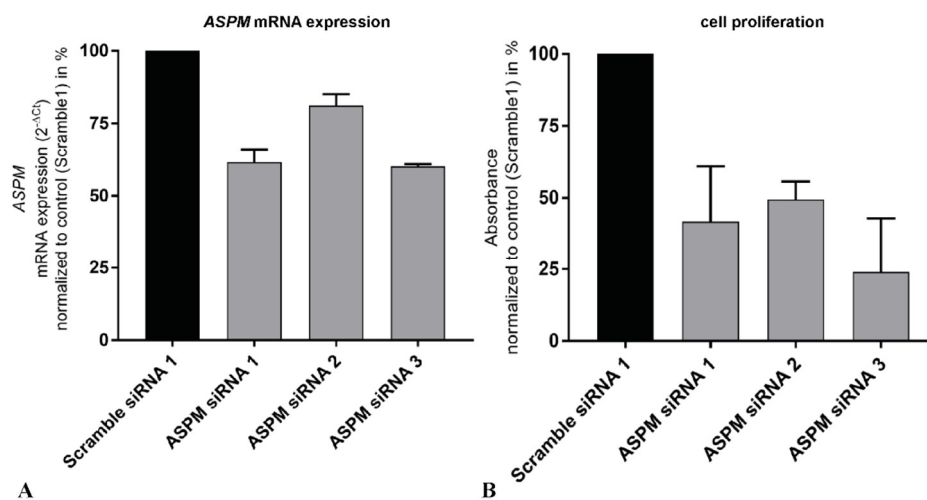 ASPM mRNA expression
ASPM
mRNA expression (2-ΔCt)
normalized to control (Scramble1) in %
100
75
50
25
0
Scramble siRNA 1
ASPM siRNA 1
ASPM siRNA 2
ASPM siRNA 3
A
cell proliferation
Absorbance
normalized to control (Scramble1) in %
100
75
50
25
0
Scramble siRNA 1
ASPM siRNA 1
ASPM siRNA 2
ASPM siRNA 3
B